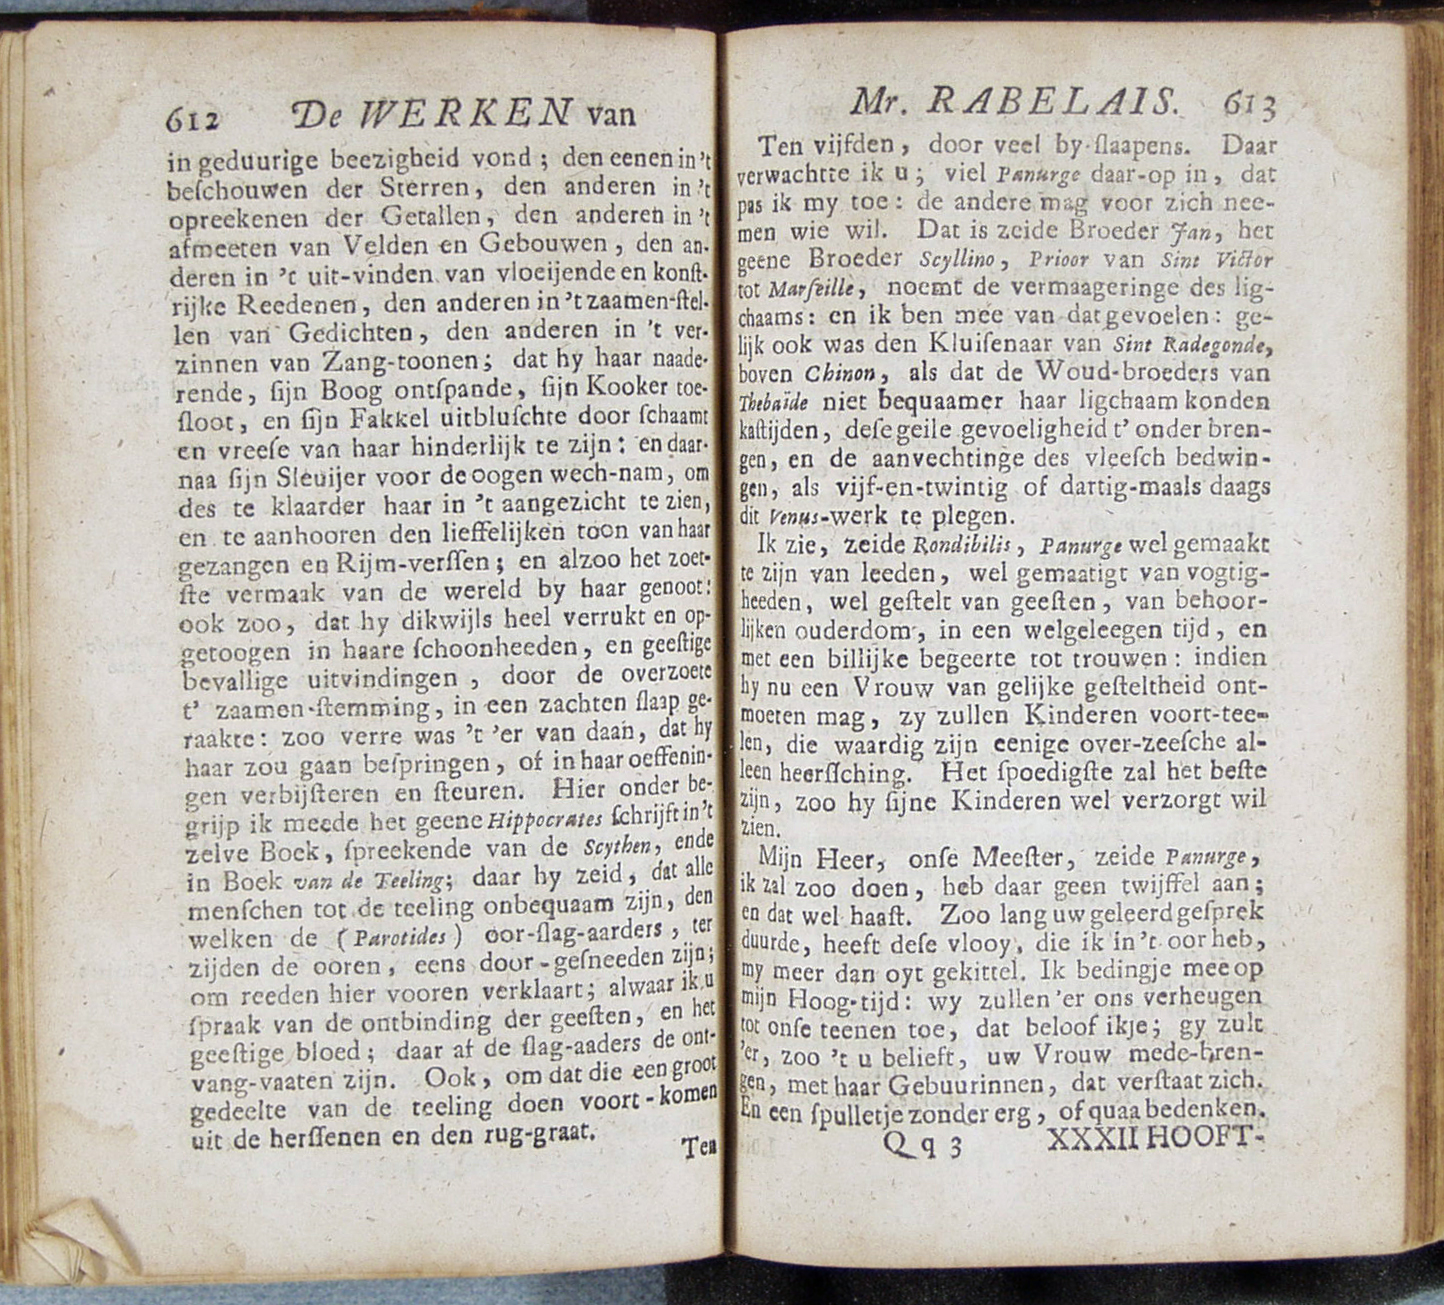 612 De WERKEN van
in geduurige beezigheid vond; den eenen in 't
beſchouwen der Sterren, den anderen in 't
opreekenen der Getallen, den anderen in 't
afmeeten van Velden en Gebouwen, den an-
deren in 't uit-vinden van vloeijende en konſt-
rijke Reedenen, den anderen in 't zaamen-ſtel-
len van Gedichten, den anderen in 't ver-
zinnen van Zang-toonen; dat hy haar naade-
rende, ſijn Boog ontſpande, ſijn Kooker toe-
ſloot, en ſijn Fakkel uitbluſchte door ſchaamt
en vreeſe van haar hinderlijk te zijn: en daar-
naa ſijn Sleuijer voor de oogen wech-nam, om
des te klaarder haar in 't aangezicht te zien,
en te aanhooren den lieffelijken toon van haar
gezangen en Rijm-verſſen; en alzoo het zoet-
ſte vermaak van de wereld by haar genoot:
ook zoo, dat hy dikwijls heel verrukt en op-
getoogen in haare ſchoonheeden, en geeſtige
bevallige uitvindingen, door de overzoete
t' zaamen-ſtemming, in een zachten ſlaap ge-
raakte: zoo verre was 't 'er van daan, dat hy
haar zou gaan beſpringen, of in haar oeffenin-
gen verbijſteren en ſteuren. Hier onder be-
grijp ik meede het geene Hippocrates ſchrijft in 't
zelve Boek, ſpreekende van de Scythen, ende
in Boek van de Teeling; daar hy zeid, dat alle
menſchen tot de teeling onbequaam zijn, den
welken de (Parotides) oor-ſlag-aarders, ter
zijden de ooren, eens door-geſneeden zijn;
om reeden hier vooren verklaart; alwaar ik u
ſpraak van de ontbinding der geeſten, en het
geeſtige bloed; daar af de ſlag-aaders de ont-
vang-vaaten zijn. Ook, om dat die een groot
gedeelte van de teeling doen voort-komen
uit de herſſenen en den rug-graat.
Ten
Mr. RABELAIS. 613
Ten vijfden, door veel by-ſlaapens. Daar
verwachtte ik u; viel Panurge daar-op in, dat
pas ik my toe: de andere mag voor zich nee-
men wie wil. Dat is zeide Broeder Jan, het
geene Broeder Scyllino, Prioor van Sint Victor
tot Marſeille, noemt de vermaageringe des lig-
chaams: en ik ben mée van dat gevoelen: ge-
lijk ook was den Kluiſenaar van Sint Radegonde,
boven Chinon, als dat de Woud-broeders van
Thebaïde niet bequaamer haar ligchaam konden
kaſtijden, deſe geile gevoeligheid t' onder bren-
gen, en de aanvechtinge des vleeſch bedwin-
gen, als vijf-en-twintig of dartig-maals daags
dit Venus-werk te plegen.
Ik zie, zeide Rondibilis, Panurge wel gemaakt
te zijn van leeden, wel gemaatigt van vogtig-
heeden, wel geſtelt van geeſten, van behoor-
lijken ouderdom, in een welgeleegen tijd, en
met een billijke begeerte tot trouwen: indien
hy nu een Vrouw van gelijke geſteltheid ont-
moeten mag, zy zullen Kinderen voort-tee-
len, die waardig zijn eenige over-zeeſche al-
leen heerſſching. Het ſpoedigſte zal het beſte
zijn, zoo hy ſijne Kinderen wel verzorgt wil
zien.
Mijn Heer, onſe Meeſter, zeide Panurge,
ik zal zoo doen, heb daar geen twijffel aan;
en dat wel haaſt. Zoo lang uw geleerd geſprek
duurde, heeft deſe vlooy, die ik in 't oor heb,
my meer dan oyt gekittel. Ik bedingje mee op
mijn Hoog-tijd: wy zullen 'er ons verheugen
tot onſe teenen toe, dat beloof ikje; gy zult
'er, zoo 't u belieft, uw Vrouw mede-bren-
gen, met haar Gebuurinnen, dat verſtaat zich.
En een ſpulletje zonder erg, of quaa bedenken.
Qq 3 XXXII HOOFT-